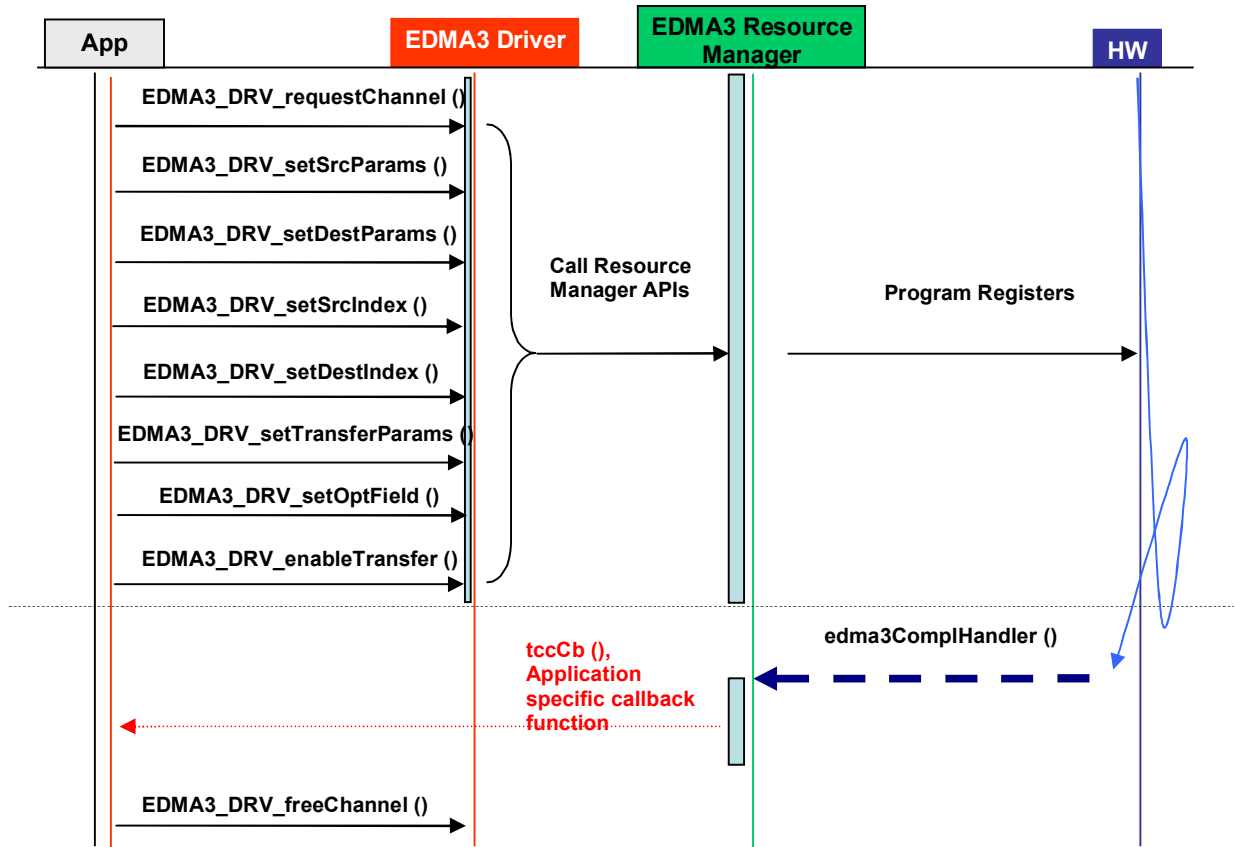 App
EDMA3 Driver
EDMA3 Resource
Manager
HW
EDMA3_DRV_requestChannel ()
EDMA3_DRV_setSrcParams ()
EDMA3_DRV_setDestParams ()
EDMA3_DRV_setSrcIndex ()
EDMA3_DRV_setDestIndex ()
EDMA3_DRV_setTransferParams ()
EDMA3_DRV_setOptField ()
EDMA3_DRV_enableTransfer ()
Call Resource
Manager APIs
Program Registers
edma3ComplHandler ()
tccCb (),
Application
specific callback
function
EDMA3_DRV_freeChannel ()